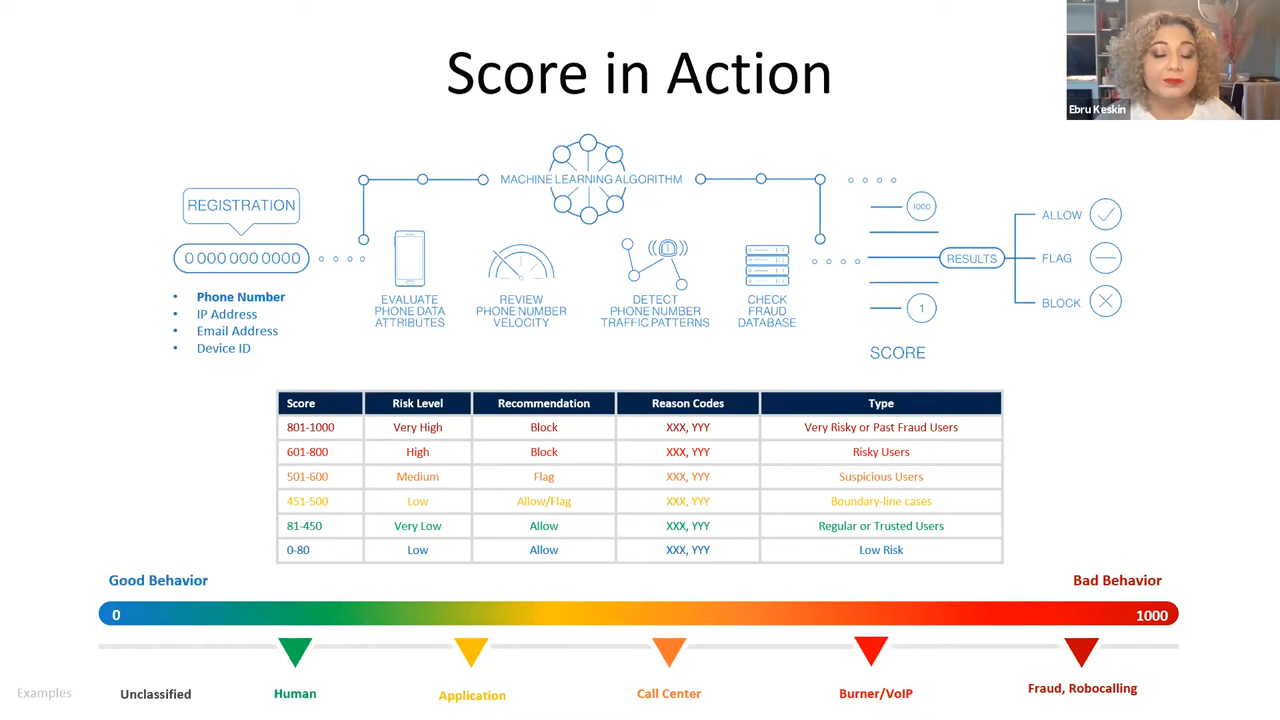 Score in Action
Ebru Keskin
REGISTRATION
0 000 000 0000
• Phone Number
• IP Address
• Email Address
• Device ID
MACHINE LEARNING ALGORITHM
EVALUATE
PHONE DATA
ATTRIBUTES
REVIEW
PHONE NUMBER
VELOCITY
DETECT
PHONE NUMBER
TRAFFIC PATTERNS
CHECK
FRAUD
DATABASE
1000
1
SCORE
RESULTS
ALLOW
FLAG
BLOCK
Score Risk Level Recommendation Reason Codes Type
801-1000 Very High Block XXX, YYY Very Risky or Past Fraud Users
601-800 High Block XXX, YYY Risky Users
501-600 Medium Flag XXX, YYY Suspicious Users
451-500 Low Allow/Flag XXX, YYY Boundary-line cases
81-450 Very Low Allow XXX, YYY Regular or Trusted Users
0-80 Low Allow XXX, YYY Low Risk
Good Behavior Bad Behavior
0 1000
Examples Unclassified Human Application Call Center Burner/VoIP Fraud, Robocalling